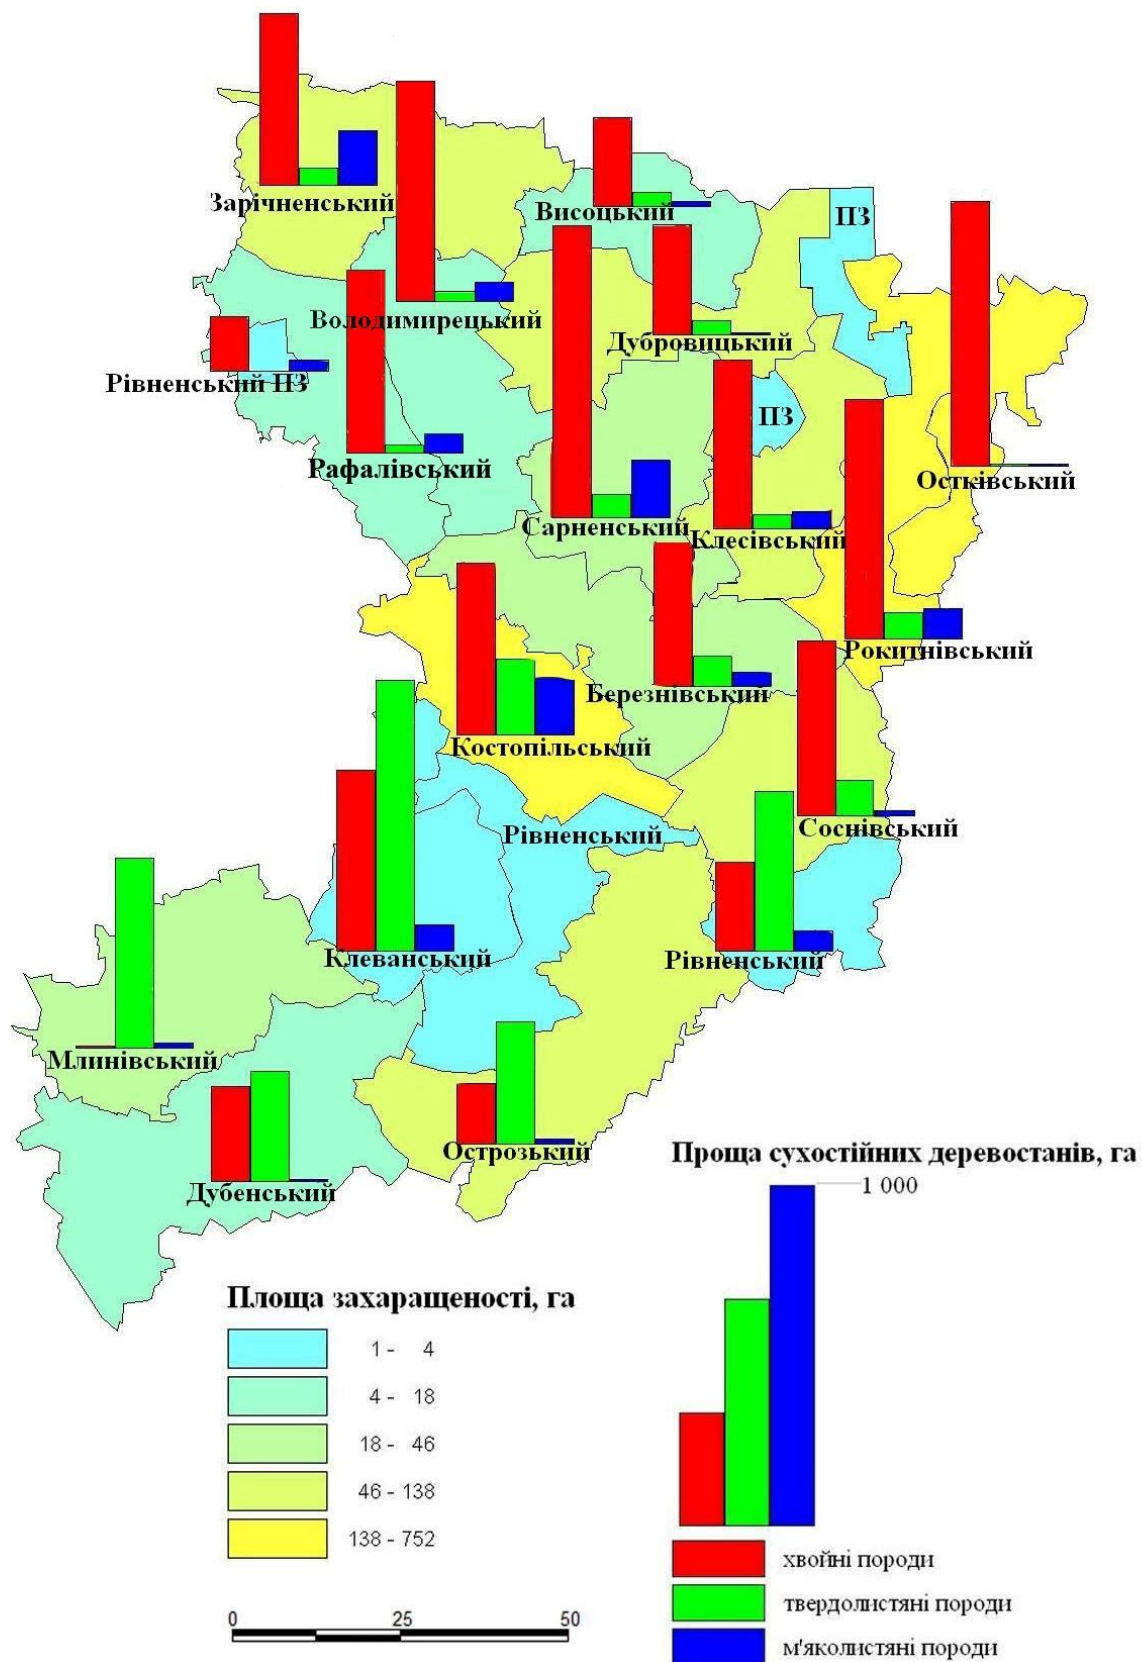 Зарічненський
Висоцький
ПЗ
Володимирецький
Дубровицький
Рівненський ПЗ
ПЗ
Рафалівський
Остківський
Сарненський
Клесівський
Рокитнівський
Березнівський
Костопільський
Соснівський
Рівненський
Клеванський
Рівненський
Млинівський
Острозький
Дубенський
Проща сухостійних деревостанів, га
1 000
Площа захаращеності, га
1 - 4
4 - 18
18 - 46
46 - 138
138 - 752
хвойні породи
твердолистяні породи
м'яколистяні породи
0 25 50